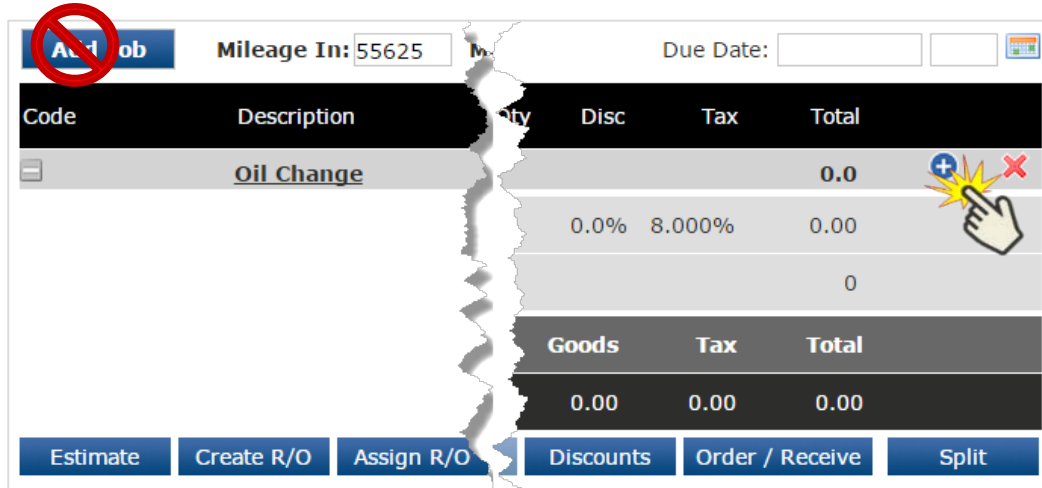 Mileage In: 55625 Due Date:
Code Description Qty Disc Tax Total
Oil Change 0.0
0.0% 8.000% 0.00
0
Goods Tax Total
0.00 0.00 0.00
Estimate Create R/O Assign R/O Discounts Order / Receive Split